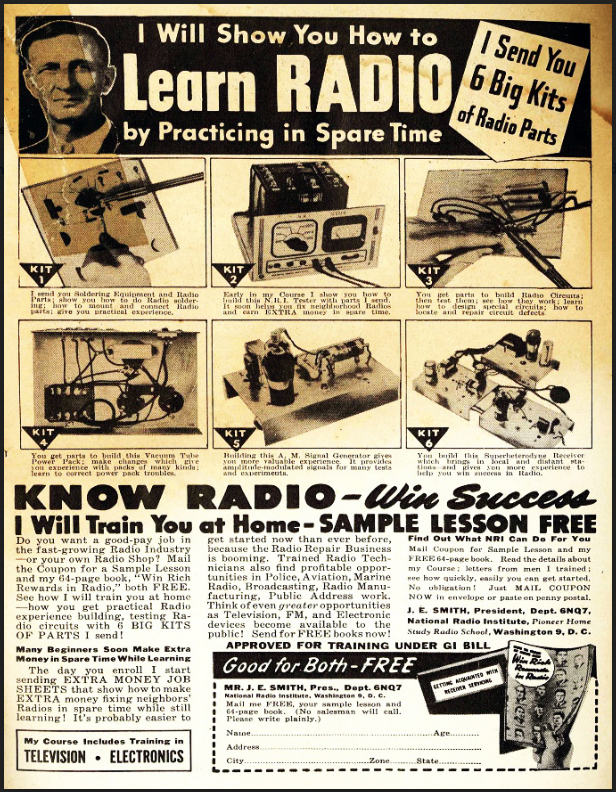 I Will Show You How to
Learn RADIO
by Practicing in Spare Time
I Send You
6 Big Kits
of Radio Parts
KIT
1
I send you Soldering Equipment and Radio
Parts; show you how to do Radio solder-
ing; how to mount and connect Radio
parts; give you practical experience.
KIT
2
Early in my Course I show you how to
build this N.R.I. Tester with parts I send.
It soon helps you fix neighborhood Radios
and earn EXTRA money in spare time.
KIT
3
You get parts to build Radio Circuits;
then test them; see how they work; learn
how to design special circuits; how to
locate and repair circuit defects.
KIT
4
You get parts to build this Vacuum Tube
Power Pack; make changes which give
you experience with packs of many kinds;
learn to correct power pack troubles.
KIT
5
Building this A. M. Signal Generator gives
you more valuable experience. It provides
amplitude-modulated signals for many tests
and experiments.
KIT
6
You build this Superheterodyne Receiver
which brings in local and distant sta-
tions—and gives you more experience to
help you win success in Radio.
KNOW RADIO - Win Success
I Will Train You at Home - SAMPLE LESSON FREE
Do you want a good-pay job in
the fast-growing Radio Industry
—or your own Radio Shop? Mail
the Coupon for a Sample Lesson
and my 64-page book, "Win Rich
Rewards in Radio," both FREE.
See how I will train you at home
—how you get practical Radio
experience building, testing Ra-
dio circuits with 6 BIG KITS
OF PARTS I send!
Many Beginners Soon Make Extra
Money in Spare Time While Learning
The day you enroll I start
sending EXTRA MONEY JOB
SHEETS that show how to make
EXTRA money fixing neighbors'
Radios in spare time while still
learning! It's probably easier to
get started now than ever before,
because the Radio Repair Business
is booming. Trained Radio Tech-
nicians also find profitable oppor-
tunities in Police, Aviation, Marine
Radio, Broadcasting, Radio Manu-
facturing, Public Address work.
Think of even greater opportunities
as Television, FM, and Electronic
devices become available to the
public! Send for FREE books now!
Find Out What NRI Can Do For You
Mail Coupon for Sample Lesson and my
FREE 64-page book. Read the details about
my Course; letters from men I trained;
see how quickly, easily you can get started.
No obligation! Just MAIL COUPON
NOW in envelope or paste on penny postal.
J. E. SMITH, President, Dept. 6NQ7,
National Radio Institute, Pioneer Home
Study Radio School, Washington 9, D. C.
My Course Includes Training in
TELEVISION • ELECTRONICS
APPROVED FOR TRAINING UNDER GI BILL
Good for Both - FREE
MR. J. E. SMITH, Pres., Dept. 6NQ7
National Radio Institute, Washington 9, D. C.
Mail me FREE, your sample lesson and
64-page book. (No salesman will call.
Please write plainly.)
Name Age
Address
City Zone State
GETTING ACQUAINTED WITH
RECEIVER SERVICING
Win Rich
Rewards
in Radio